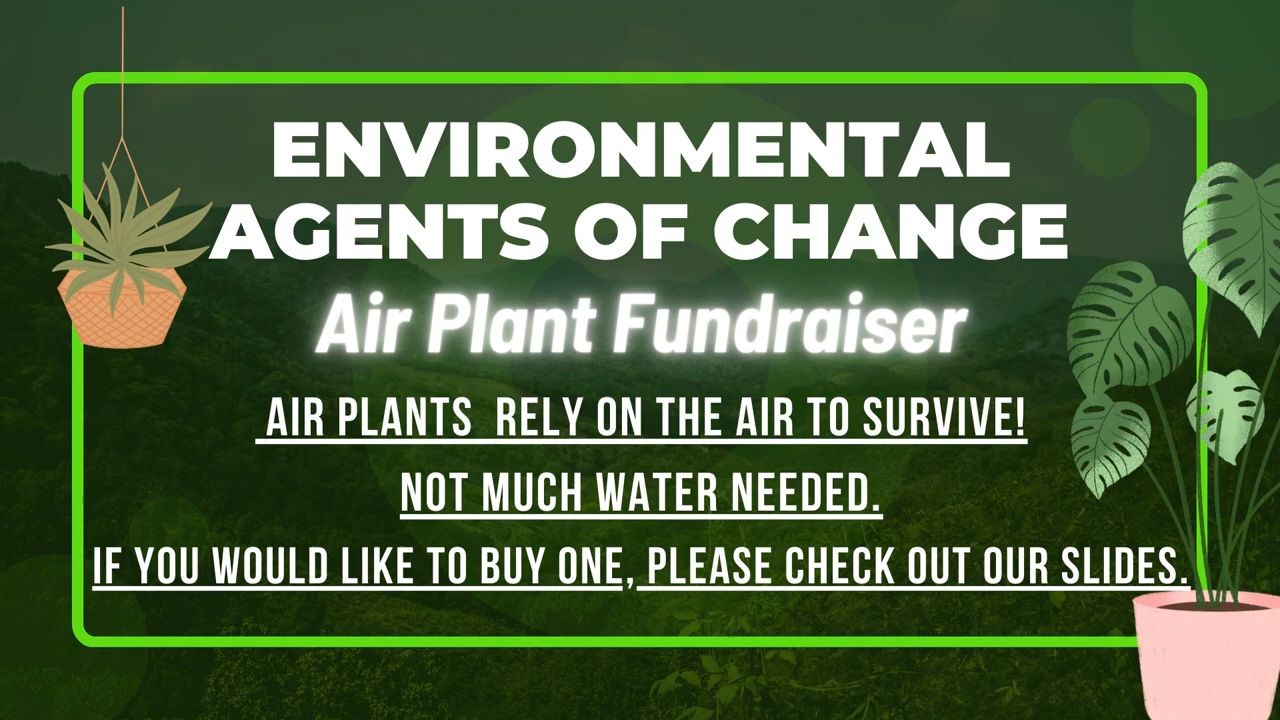 ENVIRONMENTAL
AGENTS OF CHANGE
Air Plant Fundraiser
AIR PLANTS  RELY ON THE AIR TO SURVIVE!
NOT MUCH WATER NEEDED.
IF YOU WOULD LIKE TO BUY ONE, PLEASE CHECK OUT OUR SLIDES.